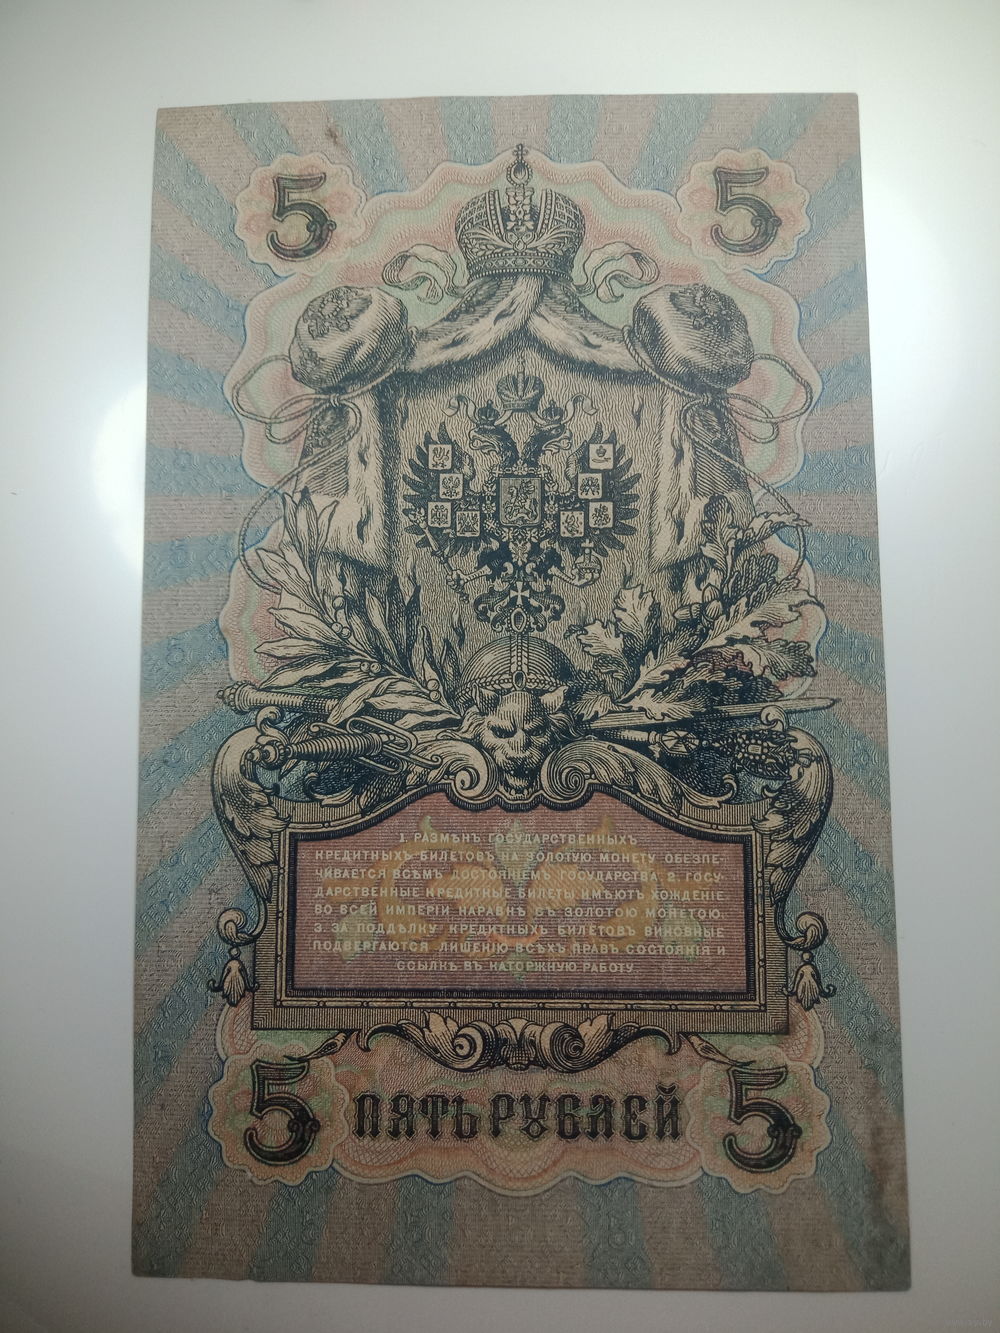 5 5
1. РАЗМѢНЪ ГОСУДАРСТВЕННЫХЪ
КРЕДИТНЫХЪ БИЛЕТОВЪ НА ЗОЛОТУЮ МОНЕТУ ОБЕЗПЕ-
ЧИВАЕТСЯ ВСѢМЪ ДОСТОЯНІЕМЪ ГОСУДАРСТВА. 2. ГОСУ-
ДАРСТВЕННЫЕ КРЕДИТНЫЕ БИЛЕТЫ ИМѢЮТЪ ХОЖДЕНІЕ
ВО ВСЕЙ ИМПЕРІИ НАРАВНѢ СЪ ЗОЛОТОЮ МОНЕТОЮ.
3. ЗА ПОДДѢЛКУ КРЕДИТНЫХЪ БИЛЕТОВЪ ВИНОВНЫЕ
ПОДВЕРГАЮТСЯ ЛИШЕНІЮ ВСѢХЪ ПРАВЪ СОСТОЯНІЯ И
ССЫЛКѢ ВЪ КАТОРЖНУЮ РАБОТУ
5 ПЯТЬ РУБЛЕЙ 5